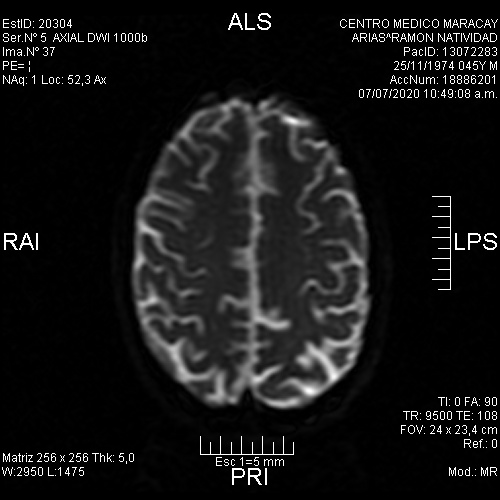 EstID: 20304
Ser.Nº 5 AXIAL DWI 1000b
Ima.Nº 37
PE= ¦
NAq: 1 Loc: 52,3 Ax
ALS
CENTRO MEDICO MARACAY
ARIAS^RAMON NATIVIDAD
PacID: 13072283
25/11/1974 045Y M
AccNum: 18886201
07/07/2020 10:49:08 a.m.
RAI
LPS
Matriz 256 x 256 Thk: 5,0
W:2950 L:1475
Esc 1=5 mm
PRI
TI: 0 FA: 90
TR: 9500 TE: 108
FOV: 24 x 23,4 cm
Ref.: 0
Mod.: MR